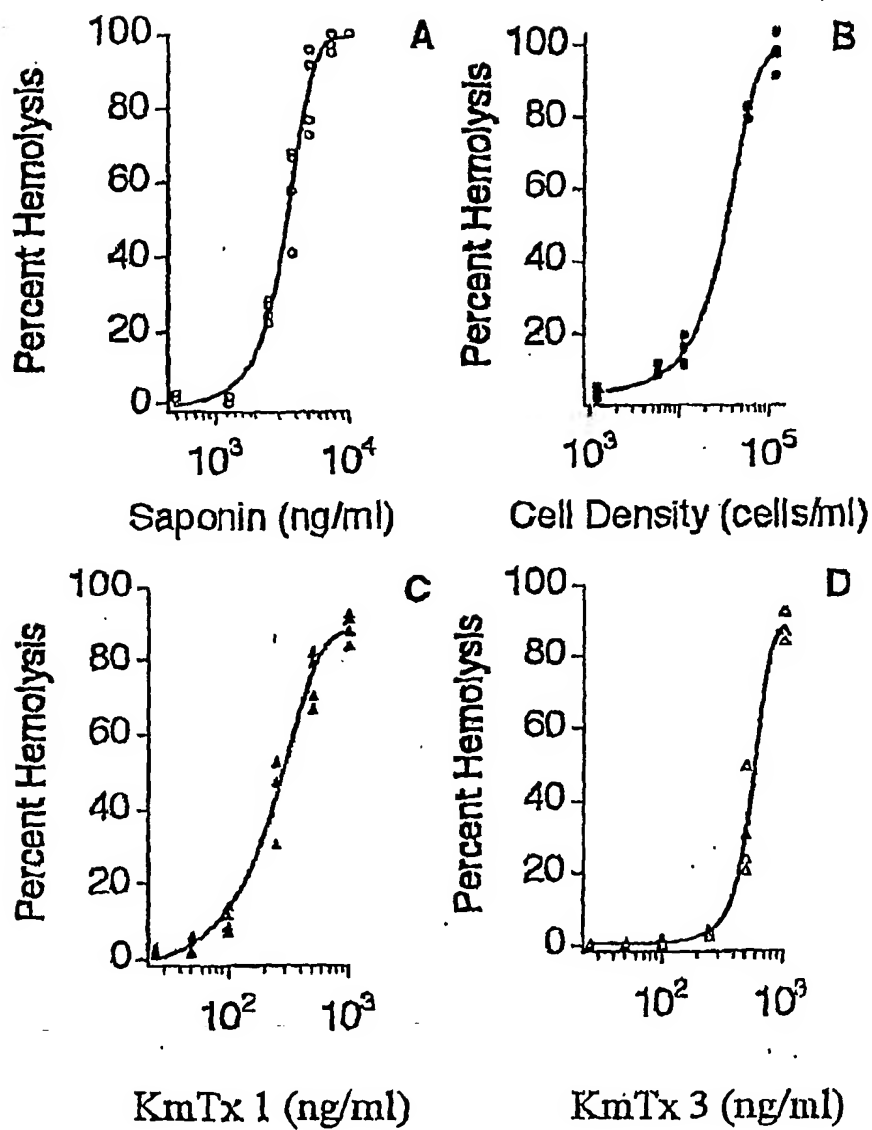 A
Percent Hemolysis
100
80
60
40
20
0
10³ 10⁴
Saponin (ng/ml)
B
Percent Hemolysis
100
80
60
40
20
10³ 10⁵
Cell Density (cells/ml)
C
Percent Hemolysis
100
80
60
40
20
0
10² 10³
KmTx 1 (ng/ml)
D
Percent Hemolysis
100
80
60
40
20
0
10² 10³
KmTx 3 (ng/ml)